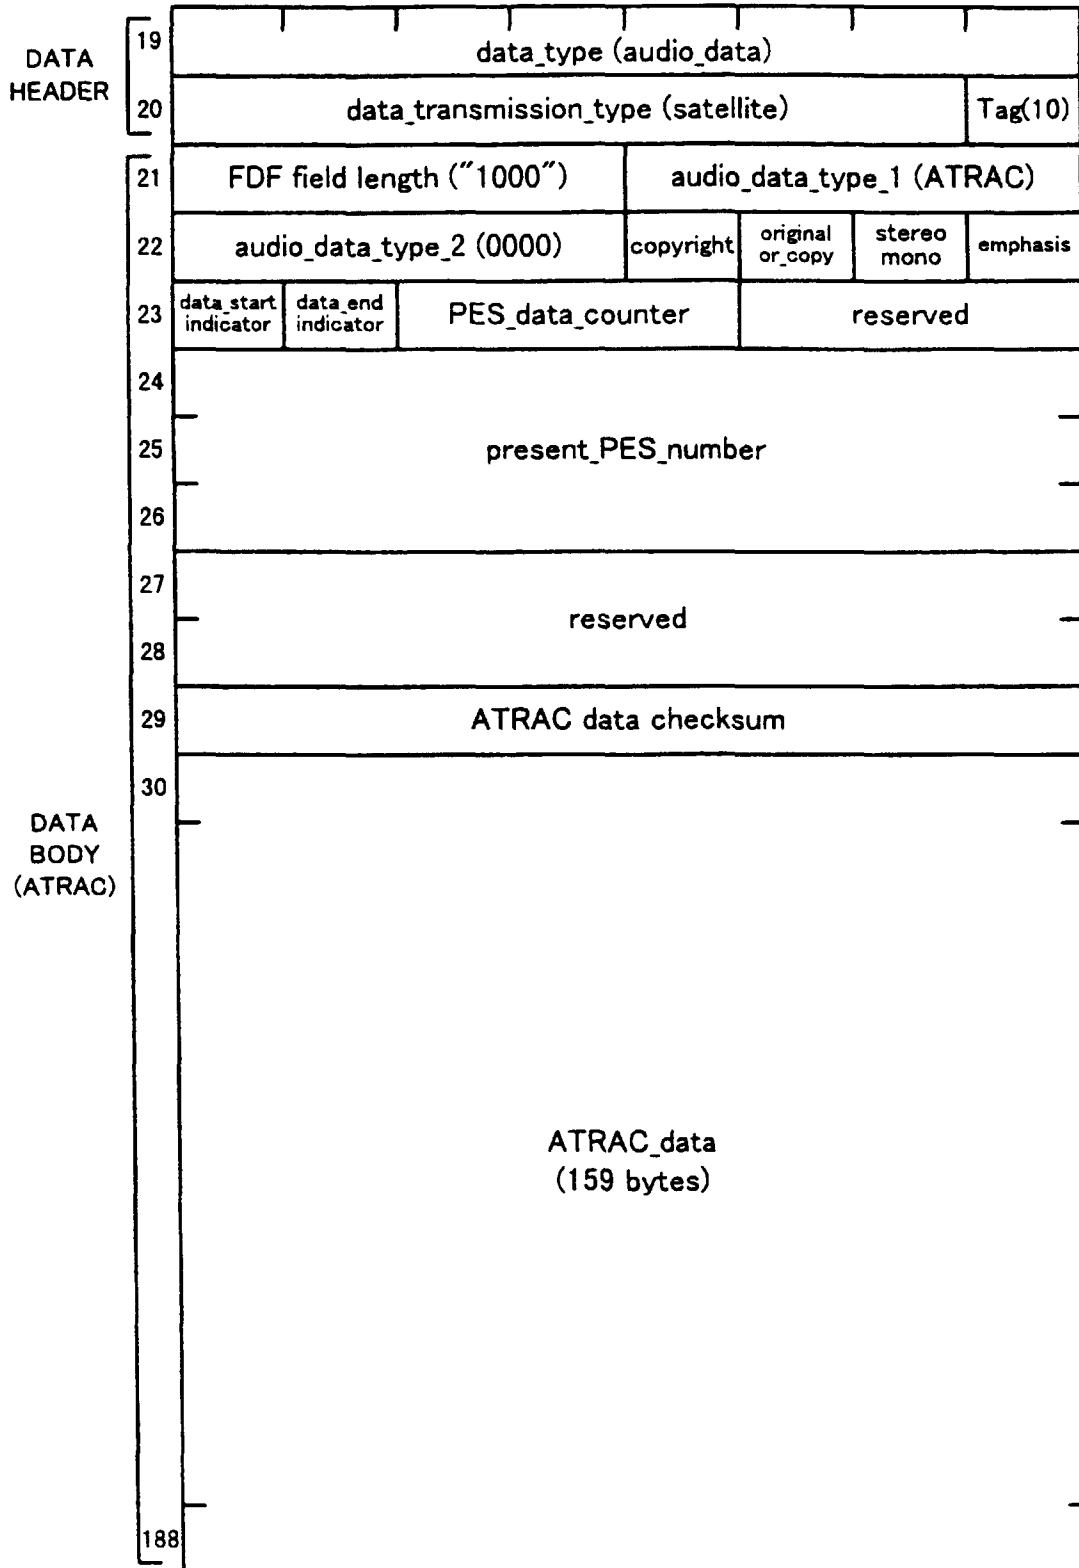 DATA
HEADER
19
data_type (audio_data)
20
data_transmission_type (satellite)
Tag(10)
21
FDF field length ("1000")
audio_data_type_1 (ATRAC)
22
audio_data_type_2 (0000)
copyright
original
or_copy
stereo
mono
emphasis
23
data_start
indicator
data_end
indicator
PES_data_counter
reserved
24
25
present_PES_number
26
27
reserved
28
29
ATRAC data checksum
30
DATA
BODY
(ATRAC)
ATRAC_data
(159 bytes)
188